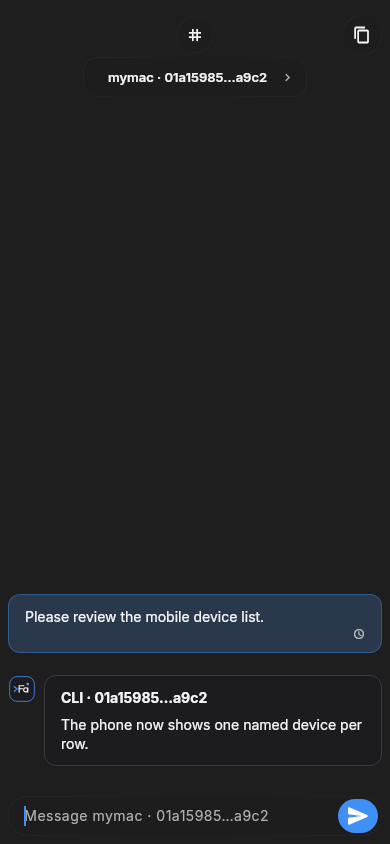 #
mymac · 01a15985...a9c2
Please review the mobile device list.
>Fa
CLI · 01a15985...a9c2
The phone now shows one named device per
row.
Message mymac · 01a15985...a9c2